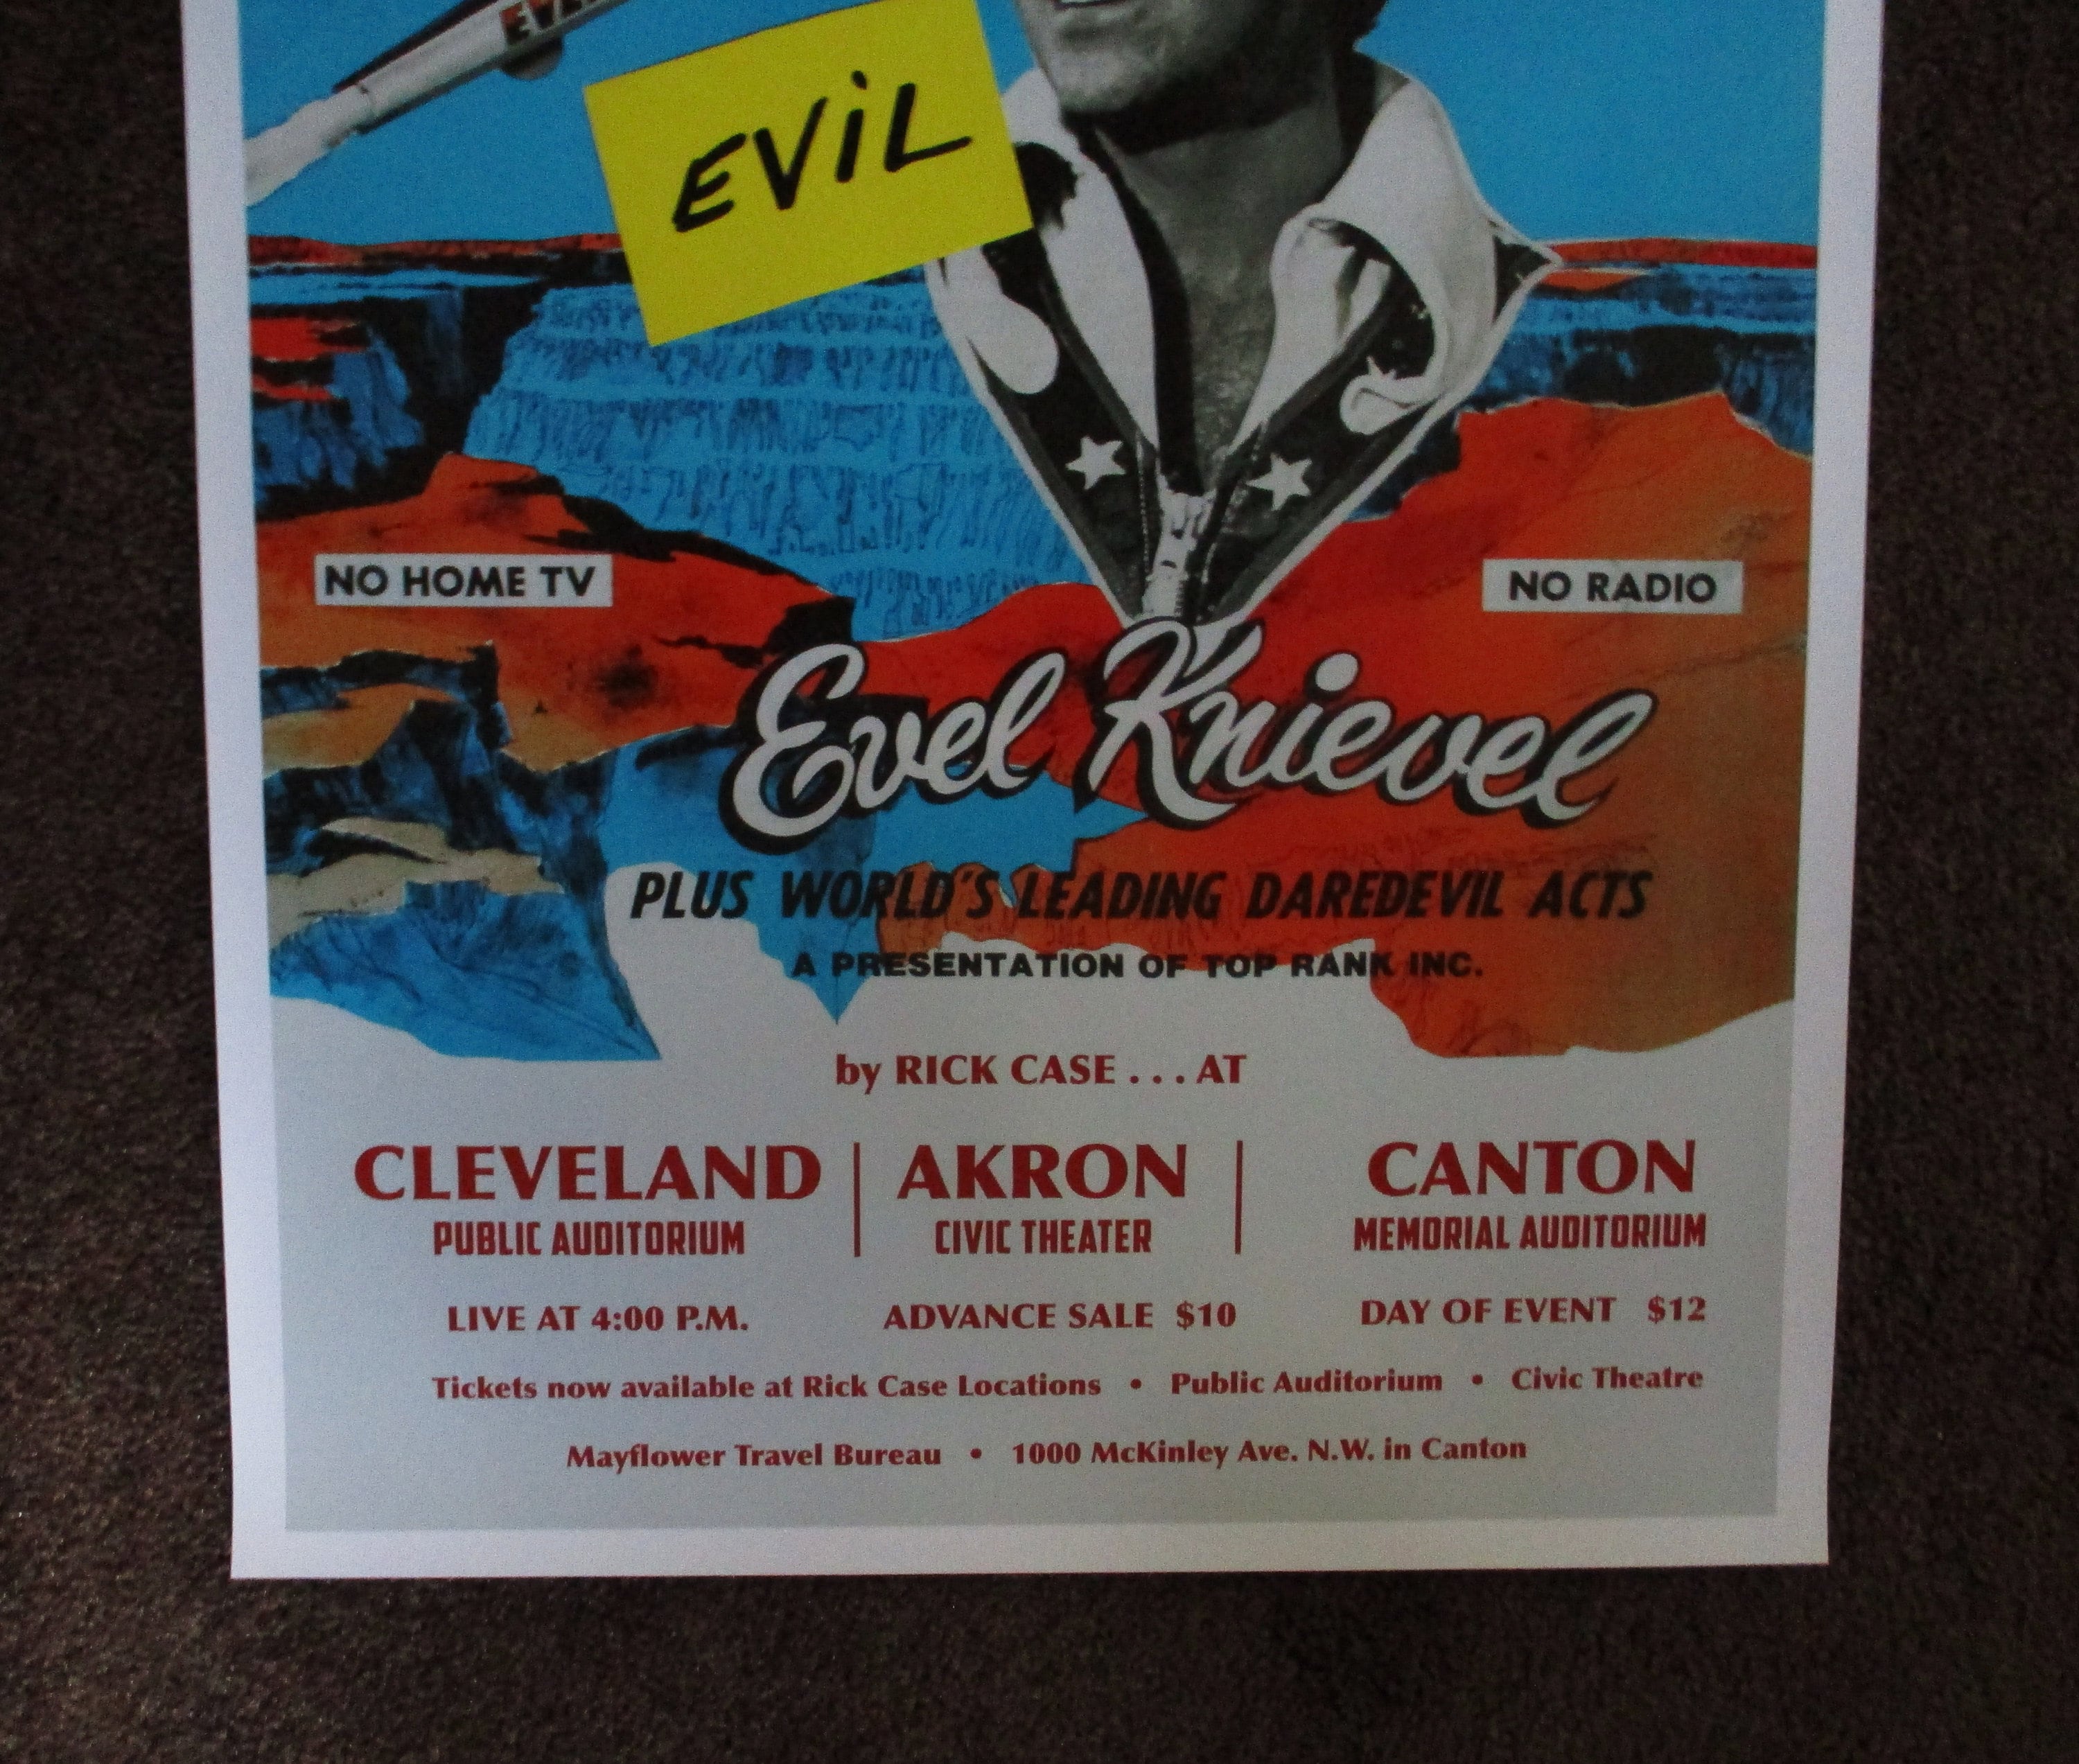 EVIL
NO HOME TV
NO RADIO
Evel Knievel
PLUS WORLD'S LEADING DAREDEVIL ACTS
A PRESENTATION OF TOP RANK INC.
by RICK CASE . . . AT
CLEVELAND
PUBLIC AUDITORIUM
AKRON
CIVIC THEATER
CANTON
MEMORIAL AUDITORIUM
LIVE AT 4:00 P.M. ADVANCE SALE $10 DAY OF EVENT $12
Tickets now available at Rick Case Locations • Public Auditorium • Civic Theatre
Mayflower Travel Bureau • 1000 McKinley Ave. N.W. in Canton